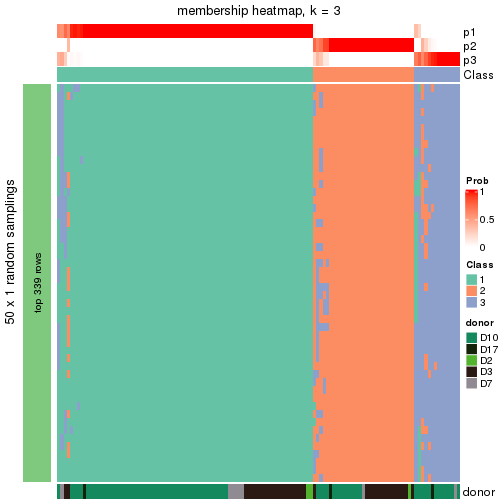 membership heatmap, k = 3
p1
p2
p3
Class
50 x 1 random samplings
top 339 rows
Prob
1
0.5
0
Class
1
2
3
donor
D10
D17
D2
D3
D7
donor